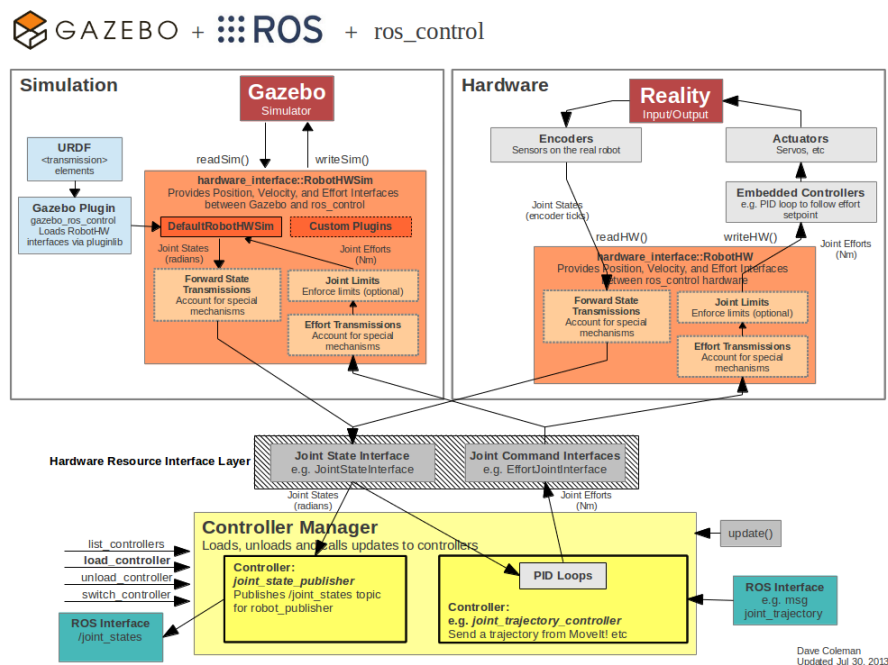 GAZEBO + ROS + ros_control
Simulation
Gazebo
Simulator
URDF
<transmission>
elements
readSim()
writeSim()
Gazebo Plugin
gazebo_ros_control
Loads RobotHW
interfaces via pluginlib
hardware_interface::RobotHWSim
Provides Position, Velocity, and Effort Interfaces
between Gazebo and ros_control
DefaultRobotHWSim
Custom Plugins
Joint States
(radians)
Joint Efforts
(Nm)
Forward State
Transmissions
Account for special
mechanisms
Joint Limits
Enforce limits (optional)
Effort Transmissions
Account for special
mechanisms
Hardware
Reality
Input/Output
Encoders
Sensors on the real robot
Actuators
Servos, etc
Embedded Controllers
e.g. PID loop to follow effort
setpoint
Joint States
(encoder ticks)
readHW()
writeHW()
Joint Efforts
(Nm)
hardware_interface::RobotHW
Provides Position, Velocity, and Effort Interfaces
between ros_control hardware
Forward State
Transmissions
Account for special
mechanisms
Joint Limits
Enforce limits (optional)
Effort Transmissions
Account for special
mechanisms
Hardware Resource Interface Layer
Joint State Interface
e.g. JointStateInterface
Joint Command Interfaces
e.g. EffortJointInterface
Joint States
(radians)
Joint Efforts
(Nm)
Controller Manager
Loads, unloads and calls updates to controllers
update()
list_controllers
load_controller
unload_controller
switch_controller
Controller:
joint_state_publisher
Publishes /joint_states topic
for robot_publisher
PID Loops
Controller:
e.g. joint_trajectory_controller
Send a trajectory from MoveIt! etc
ROS Interface
/joint_states
ROS Interface
e.g. msg
joint_trajectory
Dave Coleman
Updated Jul 30, 2013